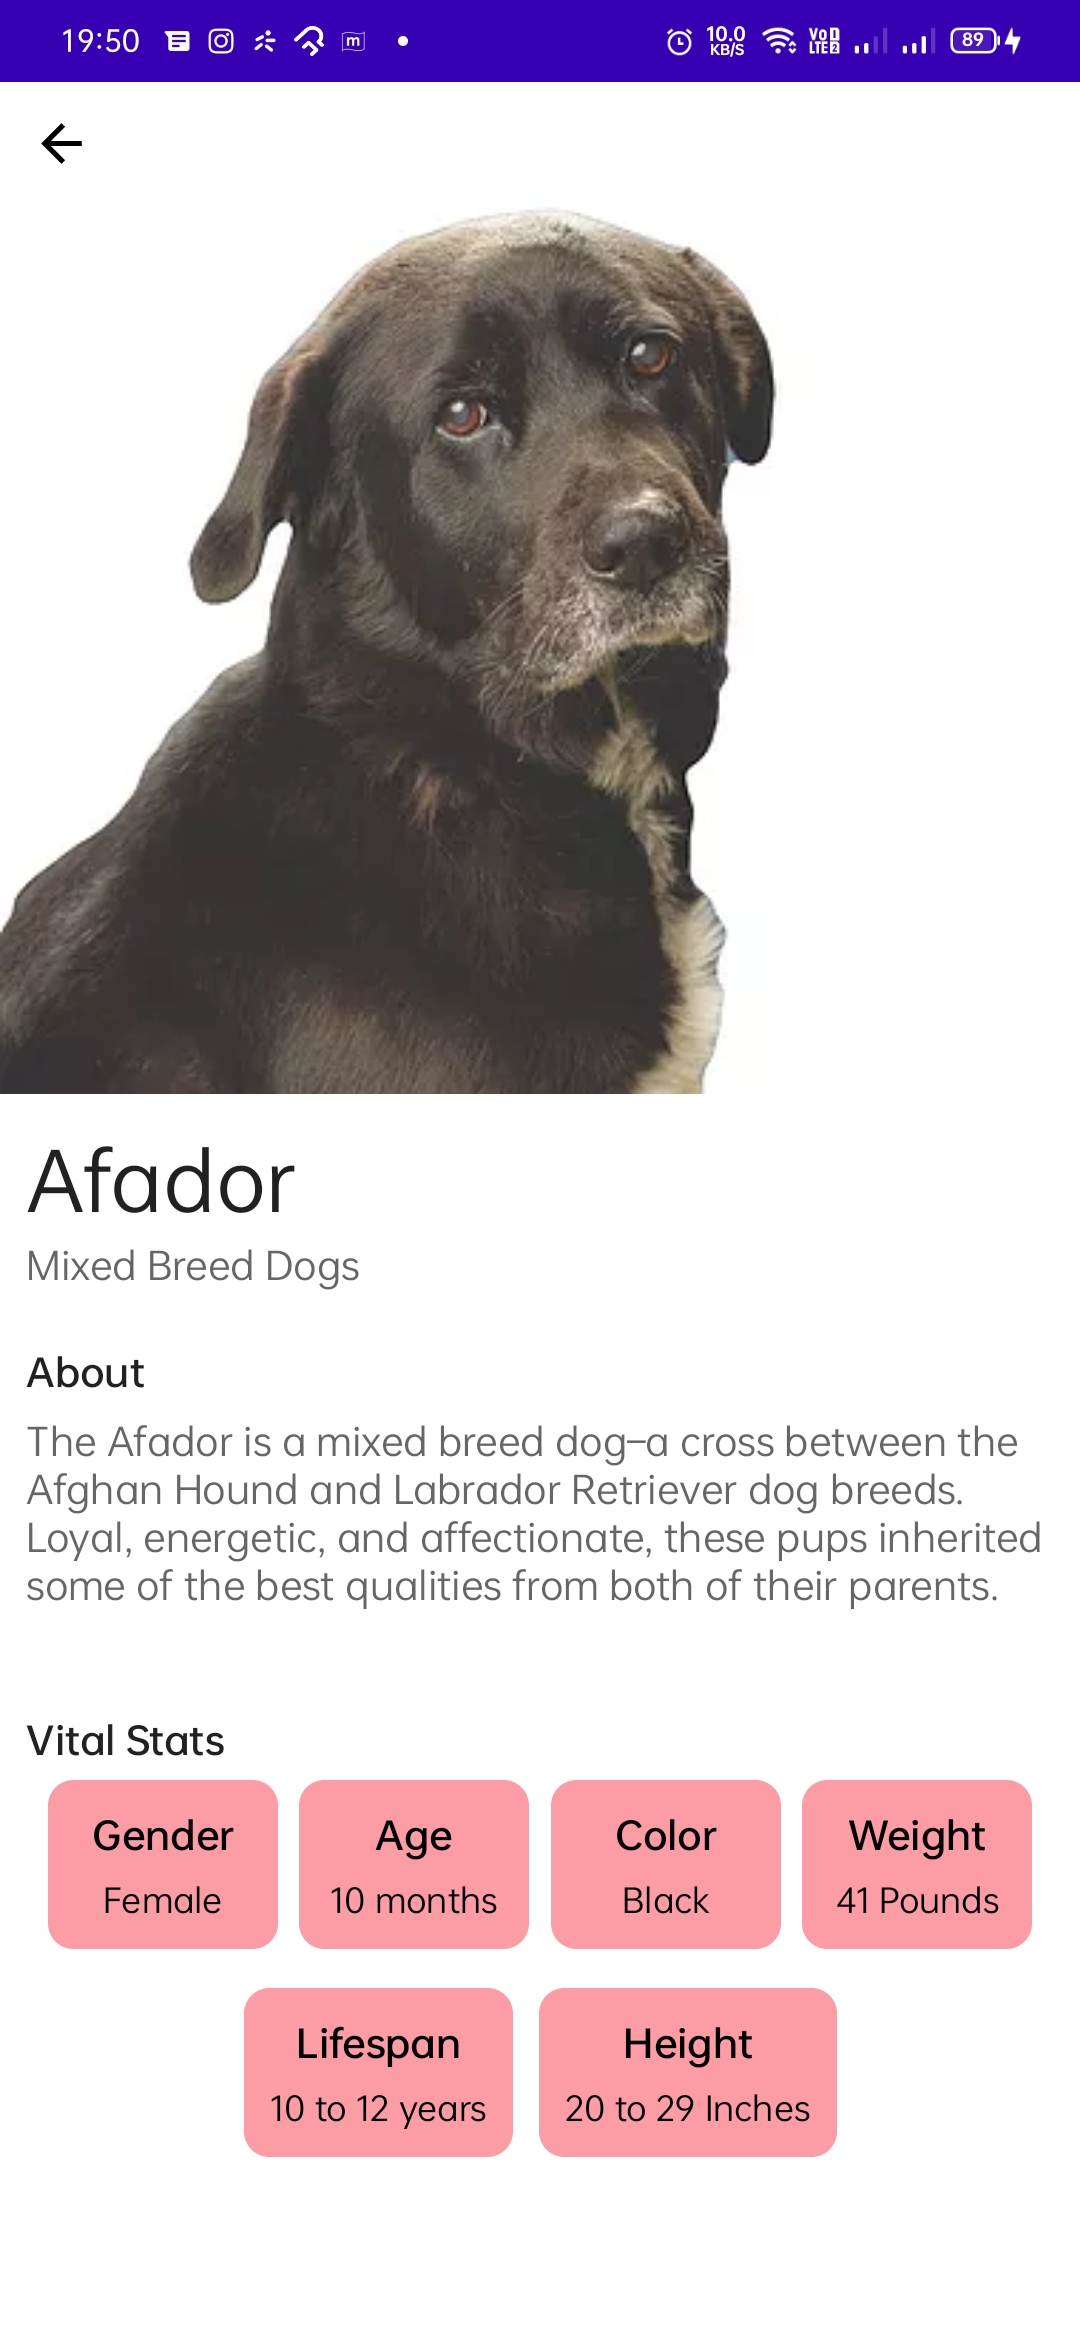 19:50
m
10.0
KB/S
VoD
LTE2
89
Afador
Mixed Breed Dogs
About
The Afador is a mixed breed dog–a cross between the
Afghan Hound and Labrador Retriever dog breeds.
Loyal, energetic, and affectionate, these pups inherited
some of the best qualities from both of their parents.
Vital Stats
Gender
Female
Age
10 months
Color
Black
Weight
41 Pounds
Lifespan
10 to 12 years
Height
20 to 29 Inches